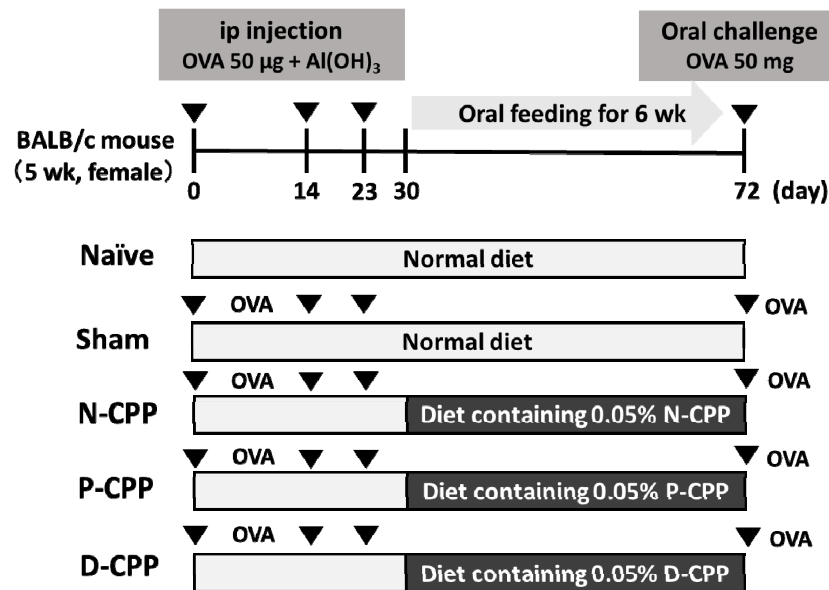 ip injection
OVA 50 μg + Al(OH)₃
Oral challenge
OVA 50 mg
Oral feeding for 6 wk
BALB/c mouse
(5 wk, female)
0 14 23 30 72 (day)
Naïve
Normal diet
OVA OVA
Sham
Normal diet
OVA OVA
N-CPP
Diet containing 0.05% N-CPP
OVA OVA
P-CPP
Diet containing 0.05% P-CPP
OVA OVA
D-CPP
Diet containing 0.05% D-CPP